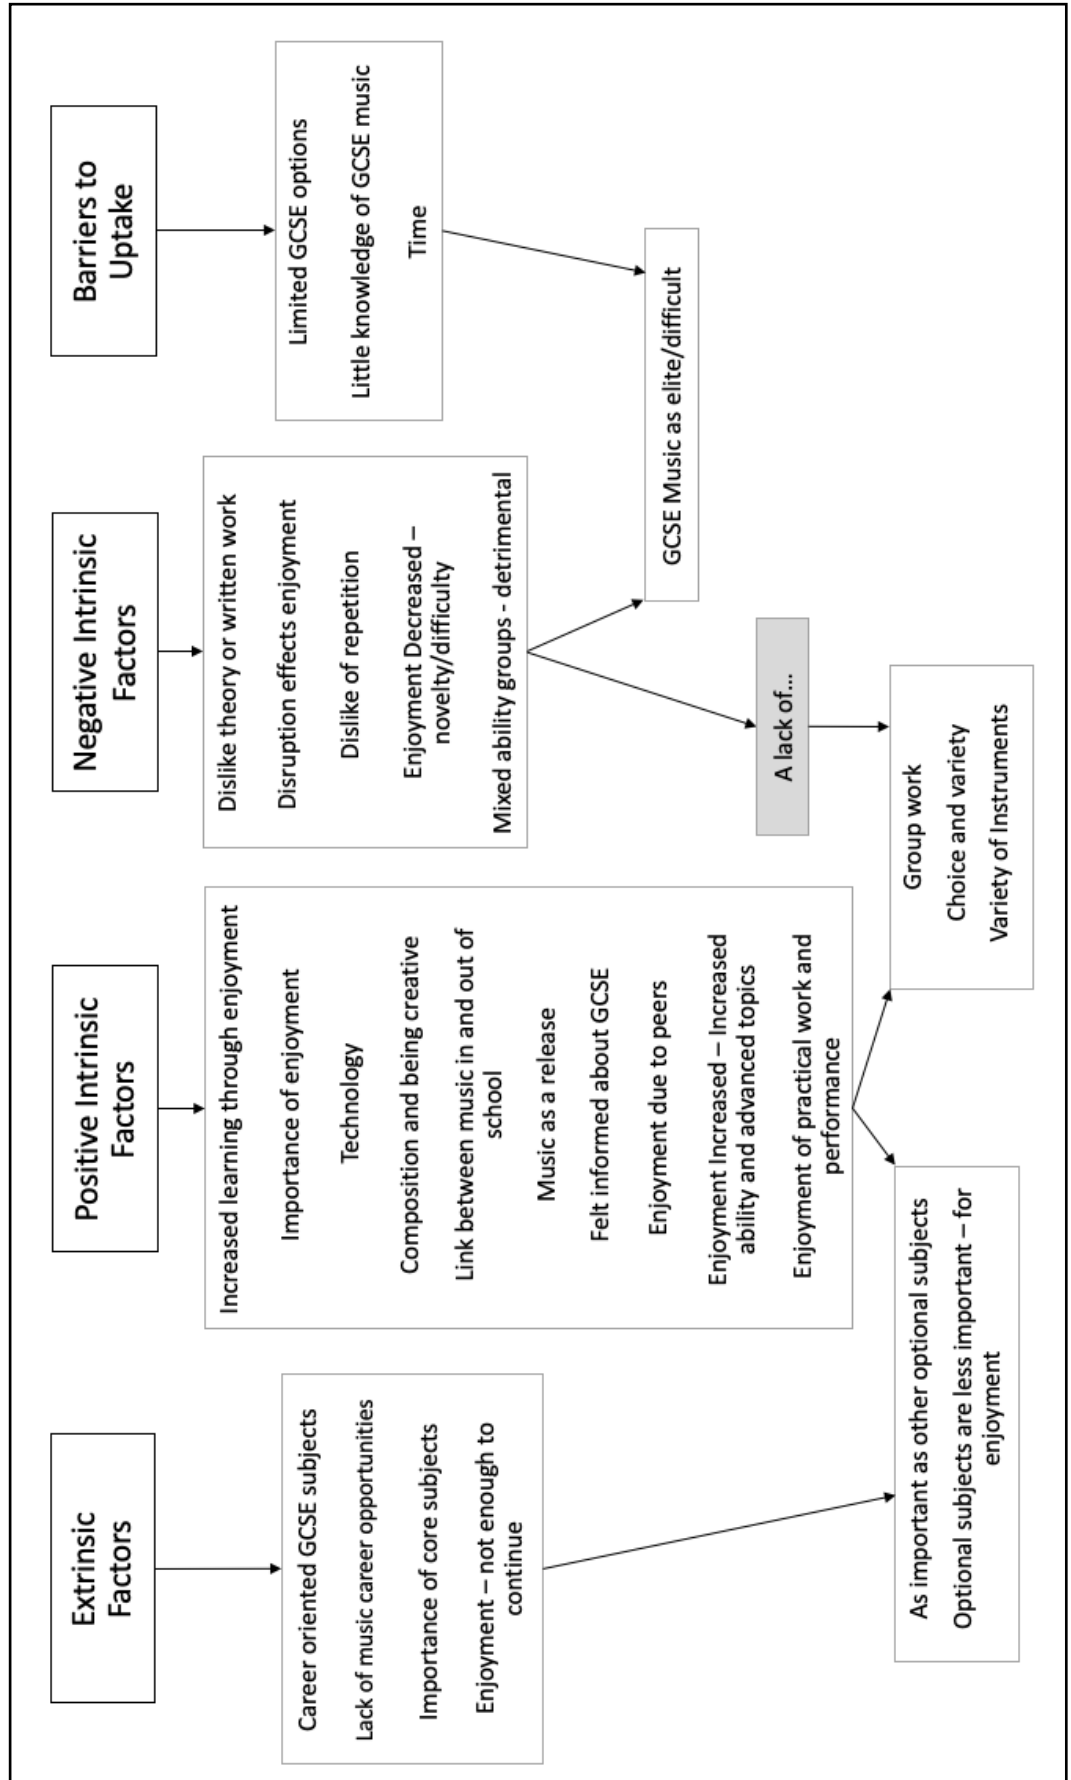 Extrinsic
Factors
Career oriented GCSE subjects
Lack of music career opportunities
Importance of core subjects
Enjoyment – not enough to
continue
Positive Intrinsic
Factors
Increased learning through enjoyment
Importance of enjoyment
Technology
Composition and being creative
Link between music in and out of
school
Music as a release
Felt informed about GCSE
Enjoyment due to peers
Enjoyment Increased – Increased
ability and advanced topics
Enjoyment of practical work and
performance
Negative Intrinsic
Factors
Dislike theory or written work
Disruption effects enjoyment
Dislike of repetition
Enjoyment Decreased –
novelty/difficulty
Mixed ability groups - detrimental
Barriers to
Uptake
Limited GCSE options
Little knowledge of GCSE music
Time
GCSE Music as elite/difficult
A lack of...
As important as other optional subjects
Optional subjects are less important – for
enjoyment
Group work
Choice and variety
Variety of Instruments